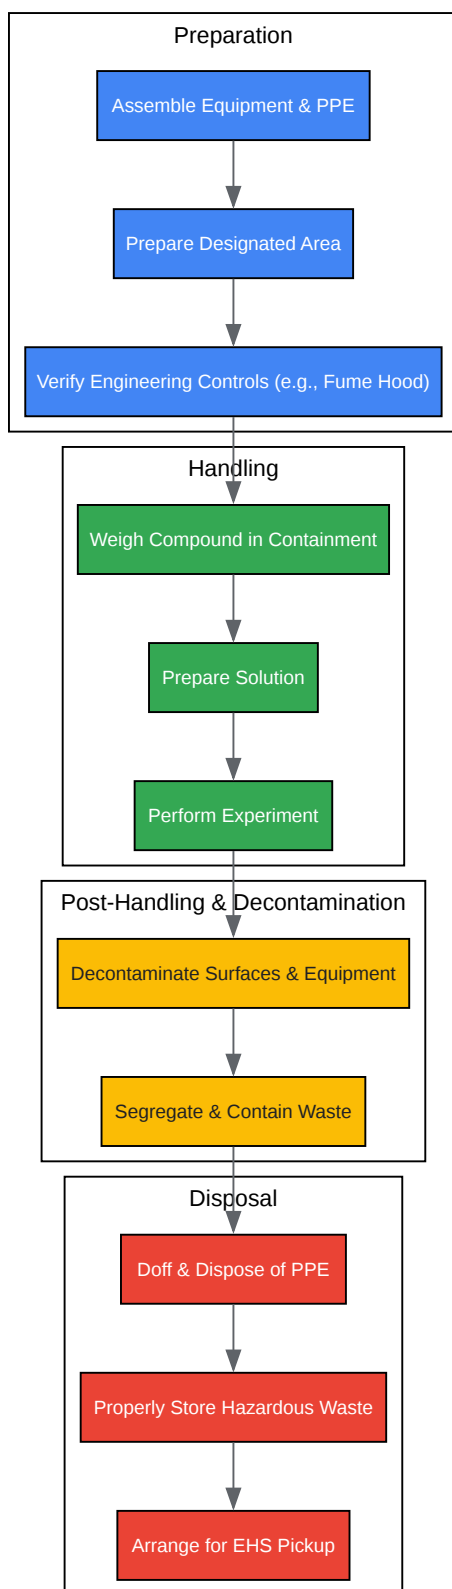 Preparation
Assemble Equipment & PPE
Prepare Designated Area
Verify Engineering Controls (e.g., Fume Hood)
Handling
Weigh Compound in Containment
Prepare Solution
Perform Experiment
Post-Handling & Decontamination
Decontaminate Surfaces & Equipment
Segregate & Contain Waste
Disposal
Doff & Dispose of PPE
Properly Store Hazardous Waste
Arrange for EHS Pickup